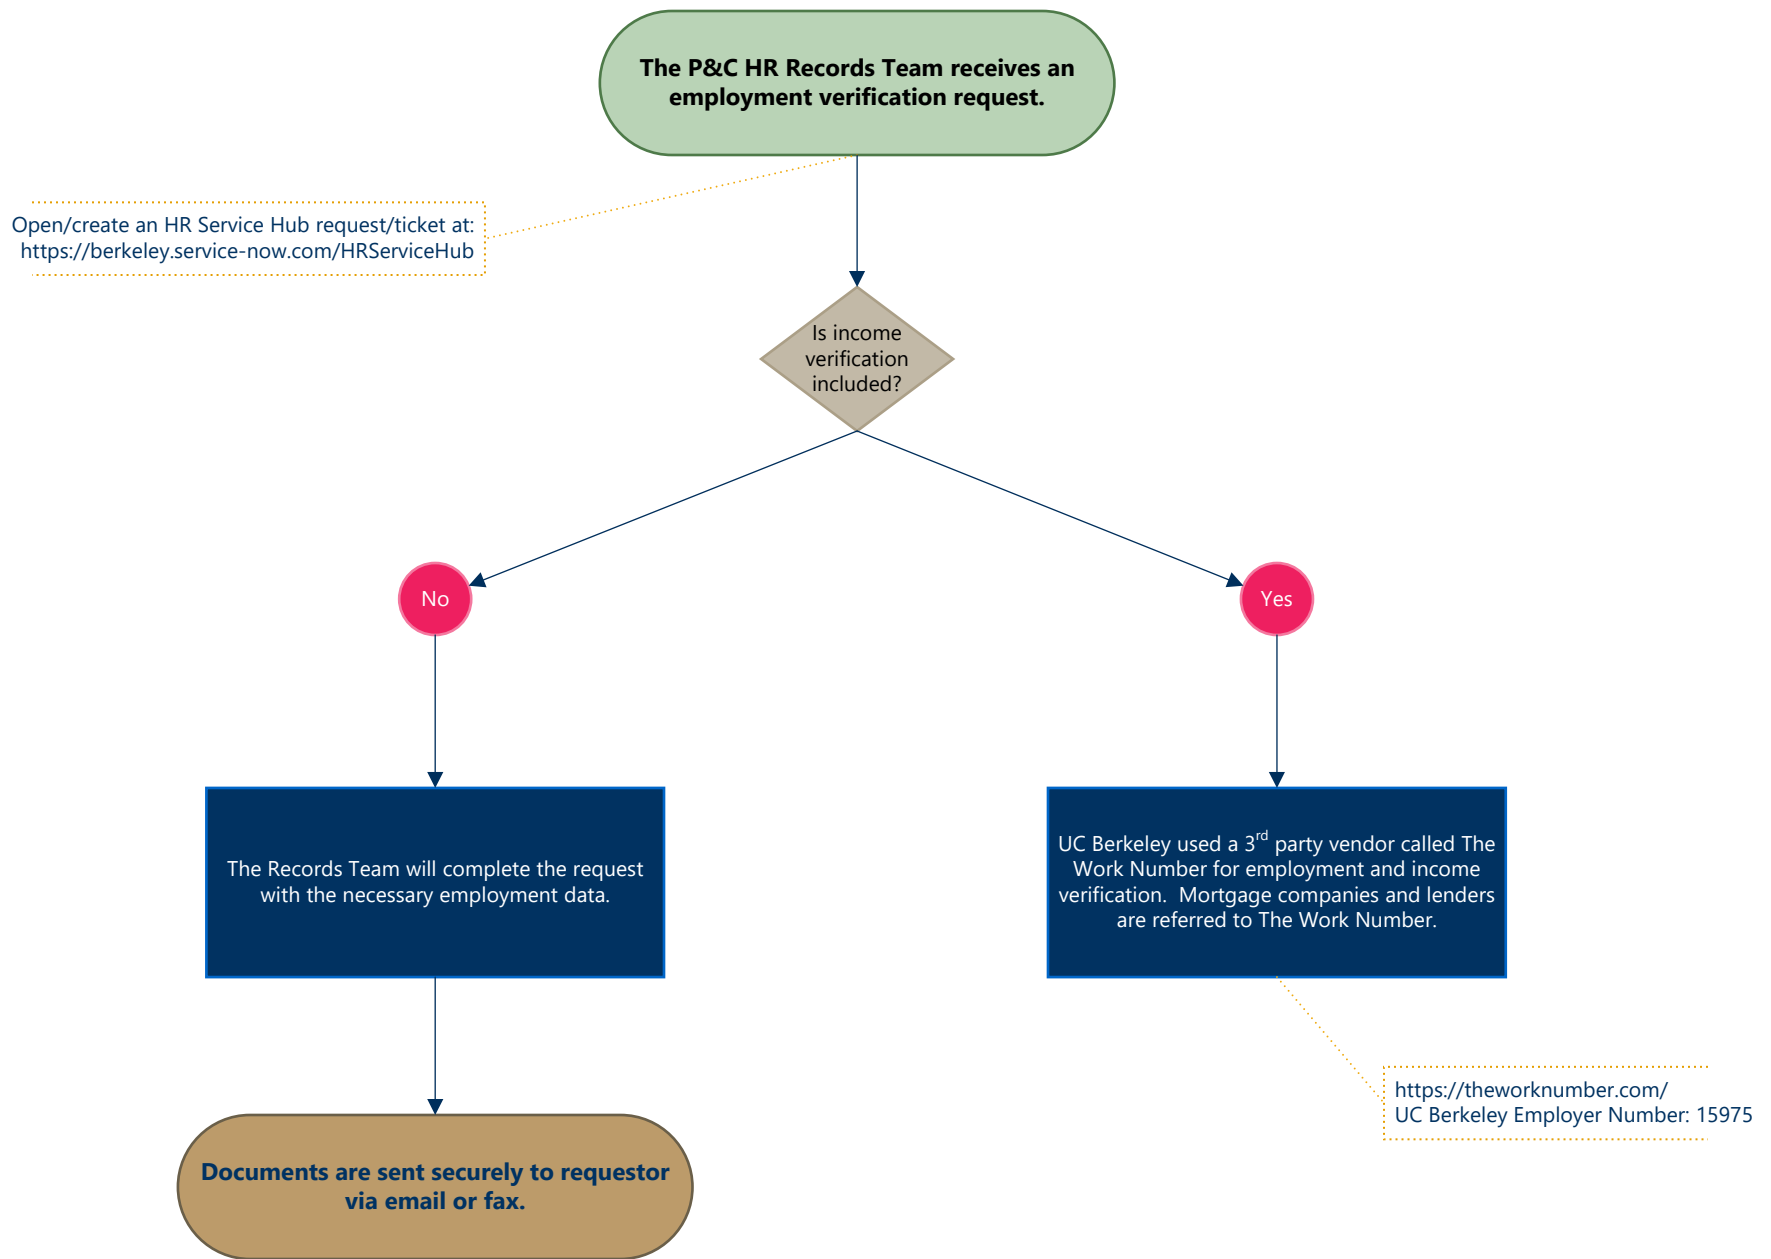 The P&C HR Records Team receives an
employment verification request.
Open/create an HR Service Hub request/ticket at:
https://berkeley.service-now.com/HRServiceHub
Is income
verification
included?
No
Yes
The Records Team will complete the request
with the necessary employment data.
UC Berkeley used a 3rd party vendor called The
Work Number for employment and income
verification.  Mortgage companies and lenders
are referred to The Work Number.
https://theworknumber.com/
UC Berkeley Employer Number: 15975
Documents are sent securely to requestor
via email or fax.